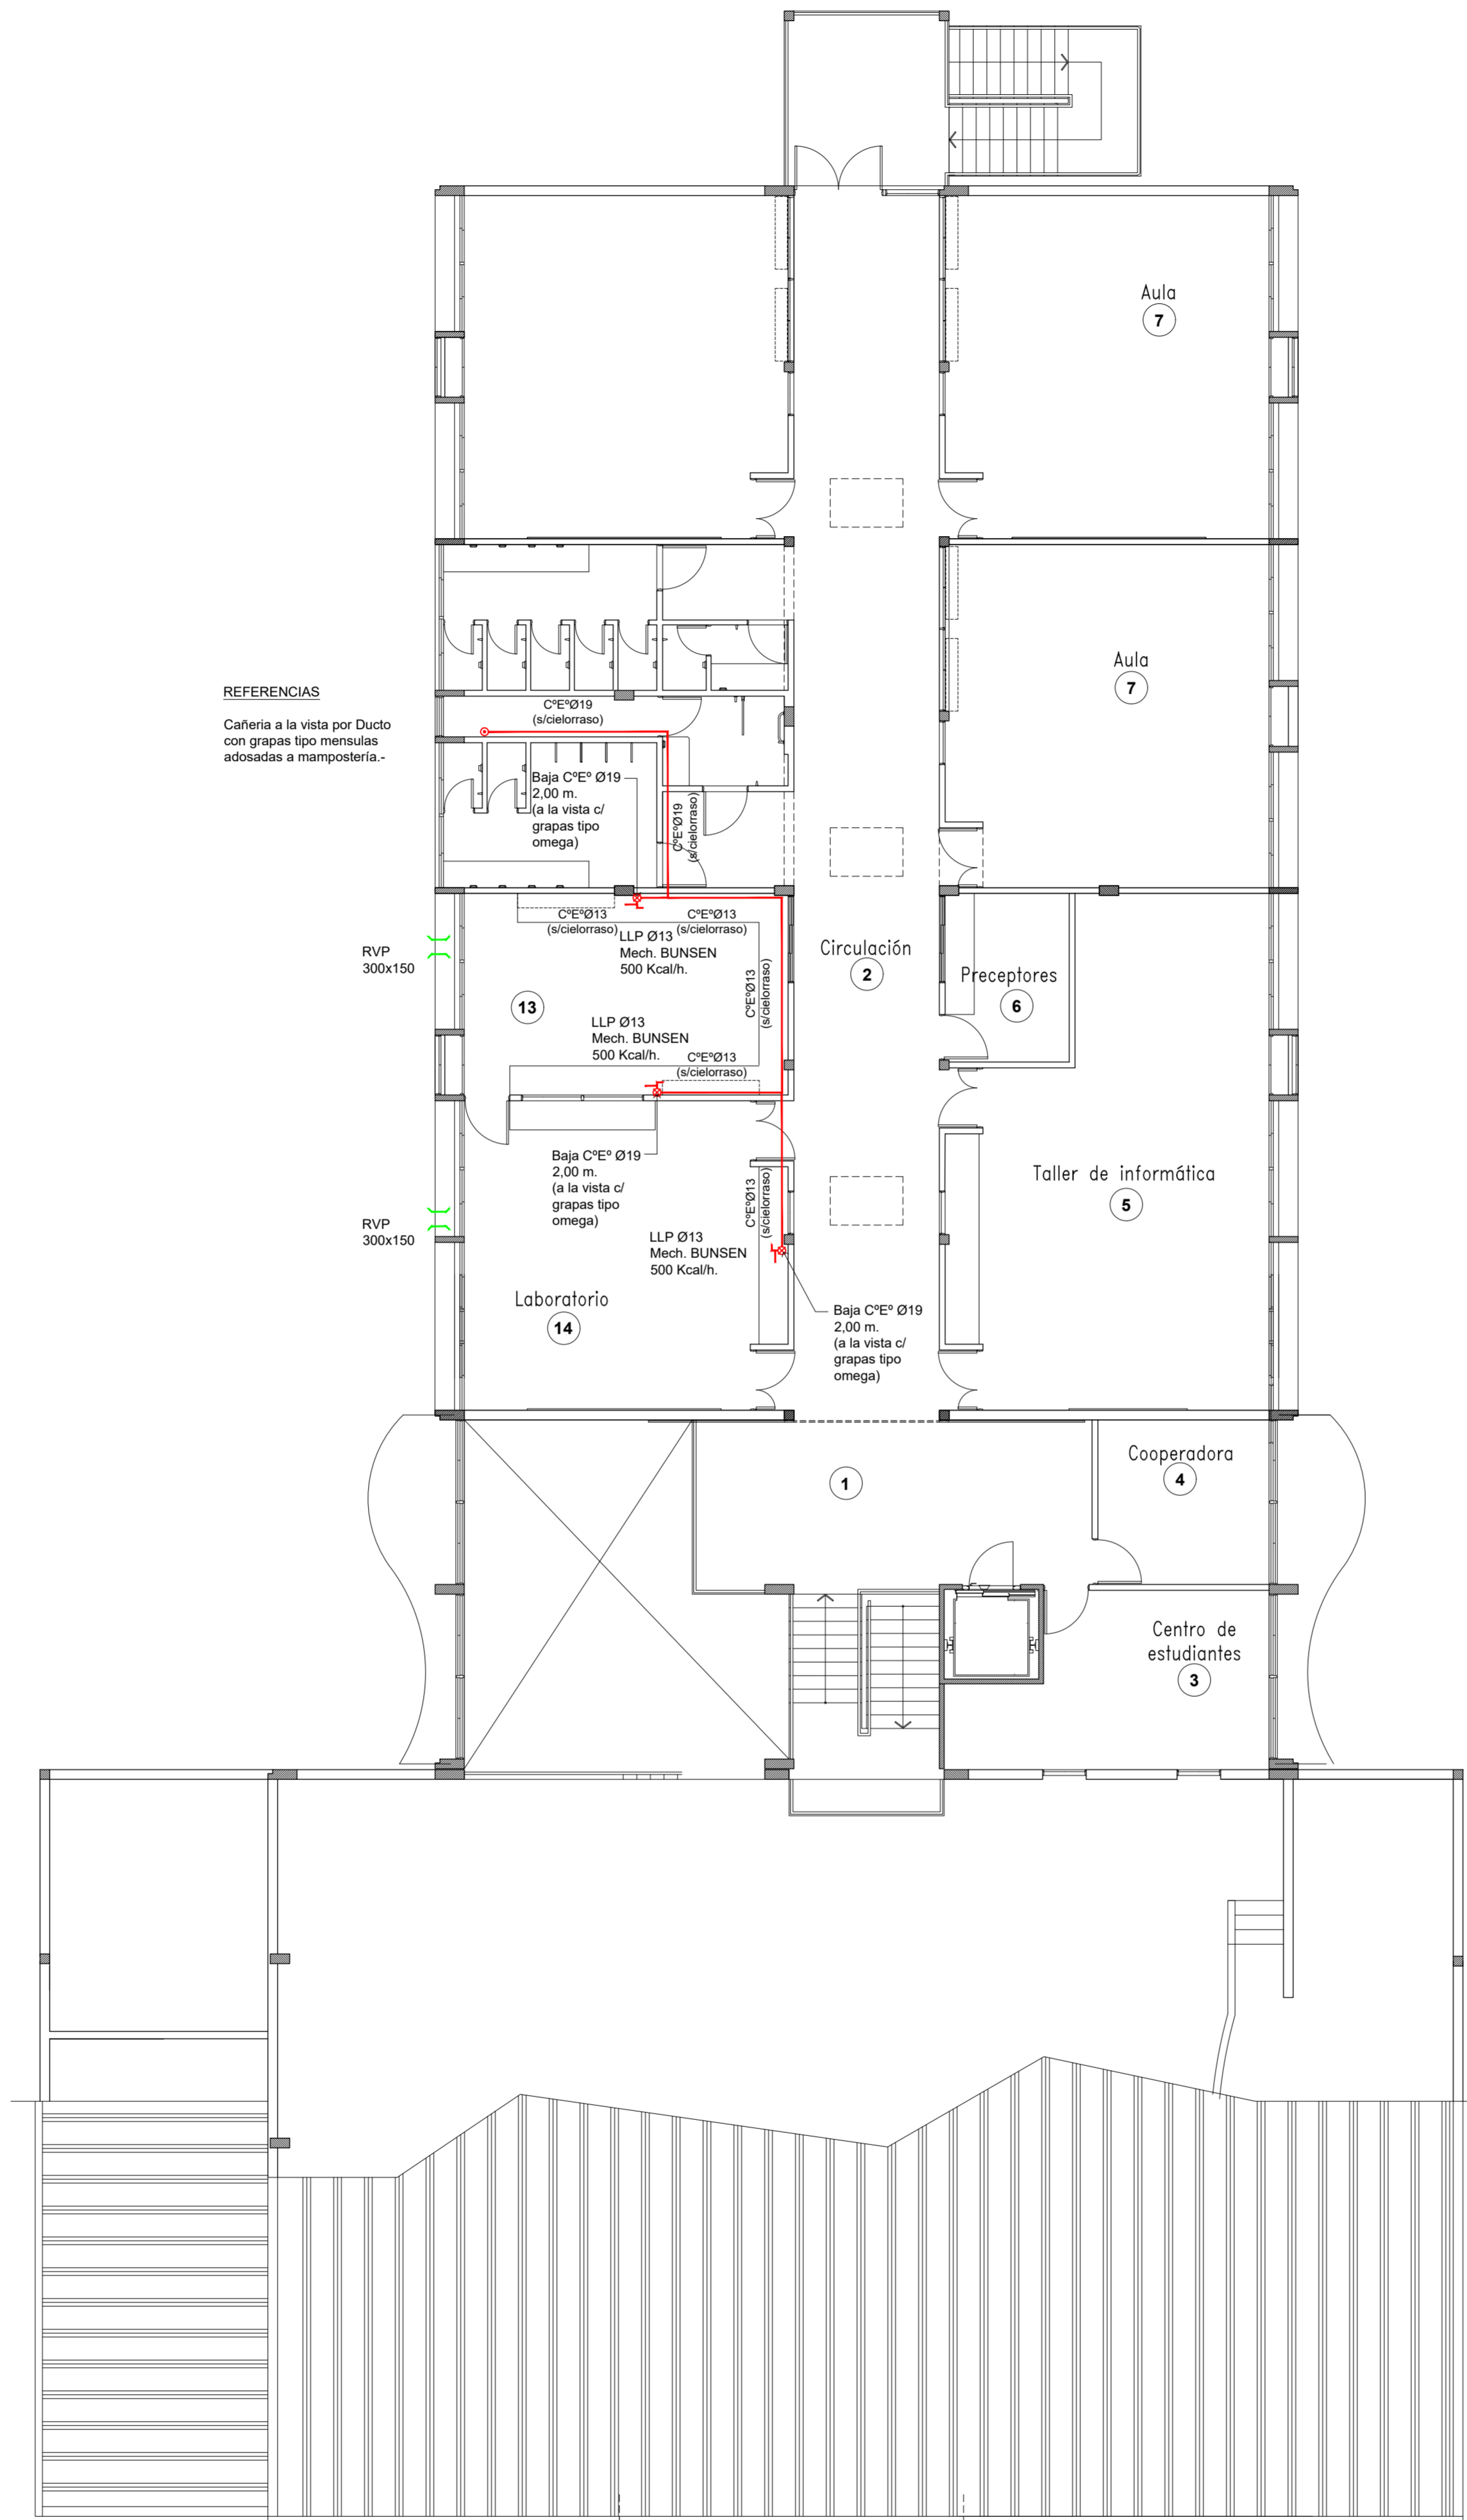 Aula
7
Aula
7
REFERENCIAS
Cañeria a la vista por Ducto
con grapas tipo mensulas
adosadas a mampostería.-
CºEºØ19
(s/cielorraso)
Baja CºEº Ø19
2,00 m.
(a la vista c/
grapas tipo
omega)
CºEºØ19
(s/cielorraso)
CºEºØ13
(s/cielorraso)
CºEºØ13
(s/cielorraso)
LLP Ø13
Mech. BUNSEN
500 Kcal/h.
RVP
300x150
CºEºØ13
(s/cielorraso)
13
LLP Ø13
Mech. BUNSEN
500 Kcal/h.
CºEºØ13
(s/cielorraso)
Circulación
2
Preceptores
6
Baja CºEº Ø19
2,00 m.
(a la vista c/
grapas tipo
omega)
CºEºØ13
(s/cielorraso)
Taller de informática
5
RVP
300x150
LLP Ø13
Mech. BUNSEN
500 Kcal/h.
Laboratorio
14
Baja CºEº Ø19
2,00 m.
(a la vista c/
grapas tipo
omega)
1
Cooperadora
4
Centro de
estudiantes
3